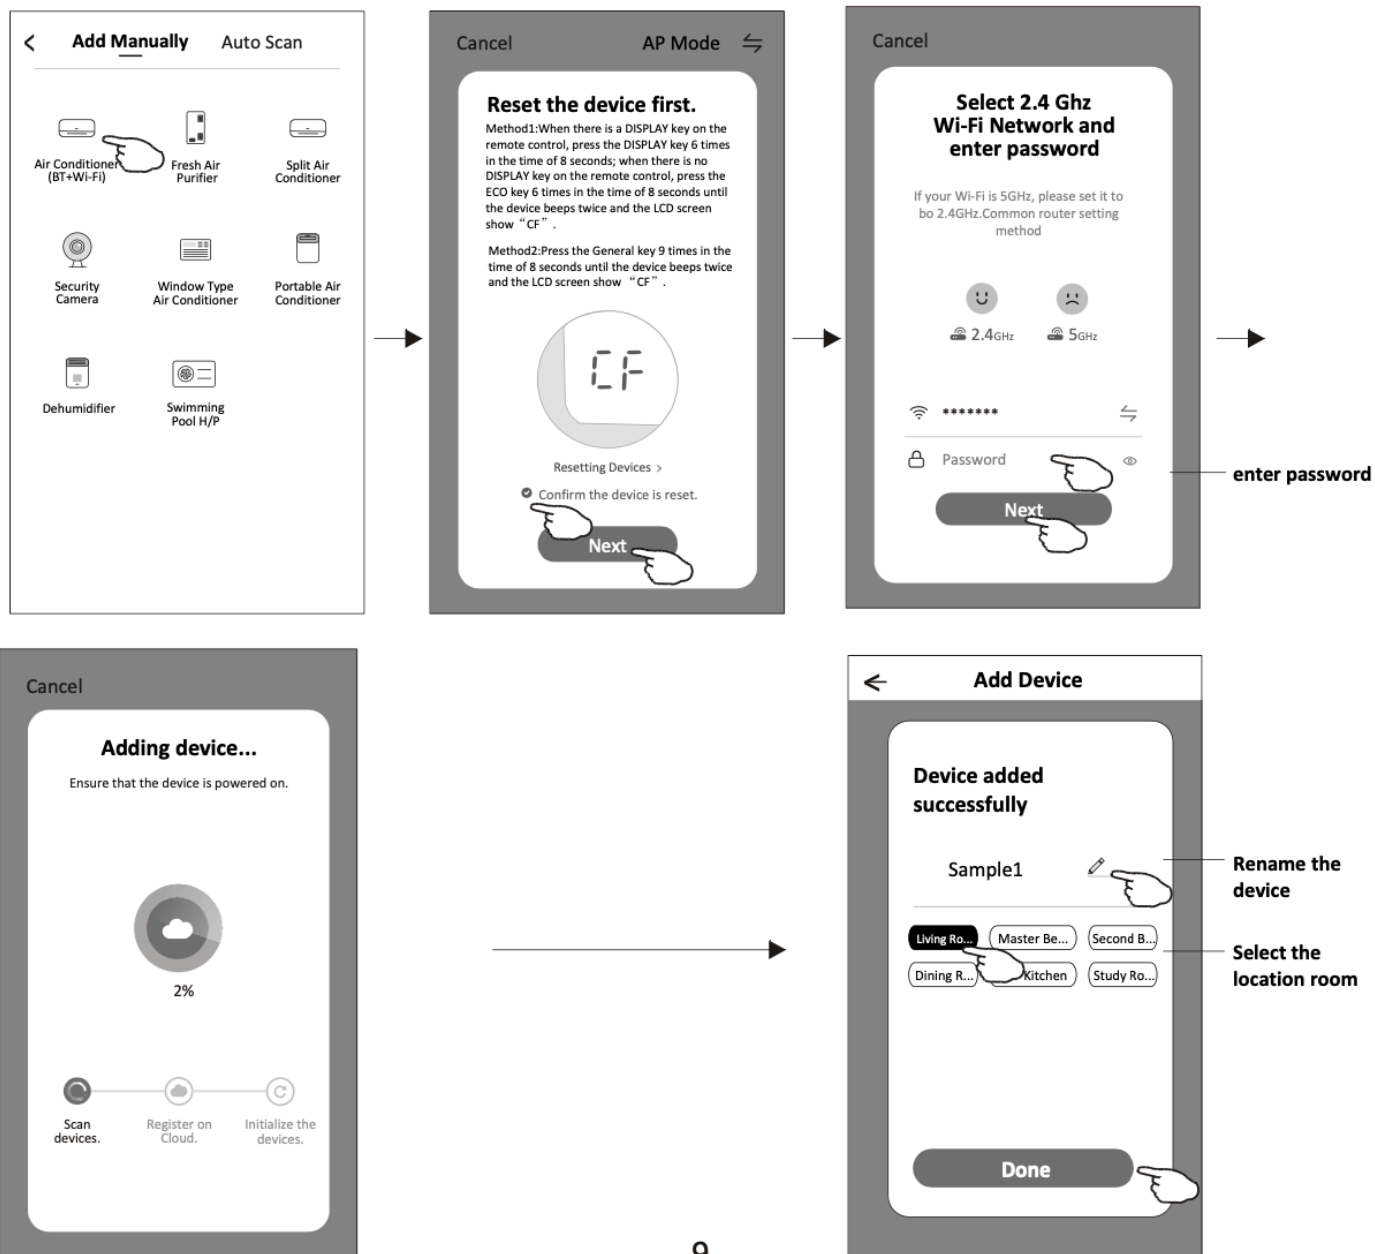 Add Manually Auto Scan
Air Conditioner
(BT+Wi-Fi)
Fresh Air
Purifier
Split Air
Conditioner
Security
Camera
Window Type
Air Conditioner
Portable Air
Conditioner
Dehumidifier
Swimming
Pool H/P
Cancel AP Mode
Reset the device first.
Method1:When there is a DISPLAY key on the
remote control, press the DISPLAY key 6 times
in the time of 8 seconds; when there is no
DISPLAY key on the remote control, press the
ECO key 6 times in the time of 8 seconds until
the device beeps twice and the LCD screen
show “CF” .
Method2:Press the General key 9 times in the
time of 8 seconds until the device beeps twice
and the LCD screen show “CF” .
CF
Resetting Devices >
Confirm the device is reset.
Next
Cancel
Select 2.4 Ghz
Wi-Fi Network and
enter password
If your Wi-Fi is 5GHz, please set it to
bo 2.4GHz.Common router setting
method
2.4GHz 5GHz
*******
Password
enter password
Next
Cancel
Adding device...
Ensure that the device is powered on.
2%
Scan
devices.
Register on
Cloud.
Initialize the
devices.
Add Device
Device added
successfully
Sample1
Rename the
device
Living Ro... Master Be... Second B...
Dining R... Kitchen Study Ro...
Select the
location room
Done
9